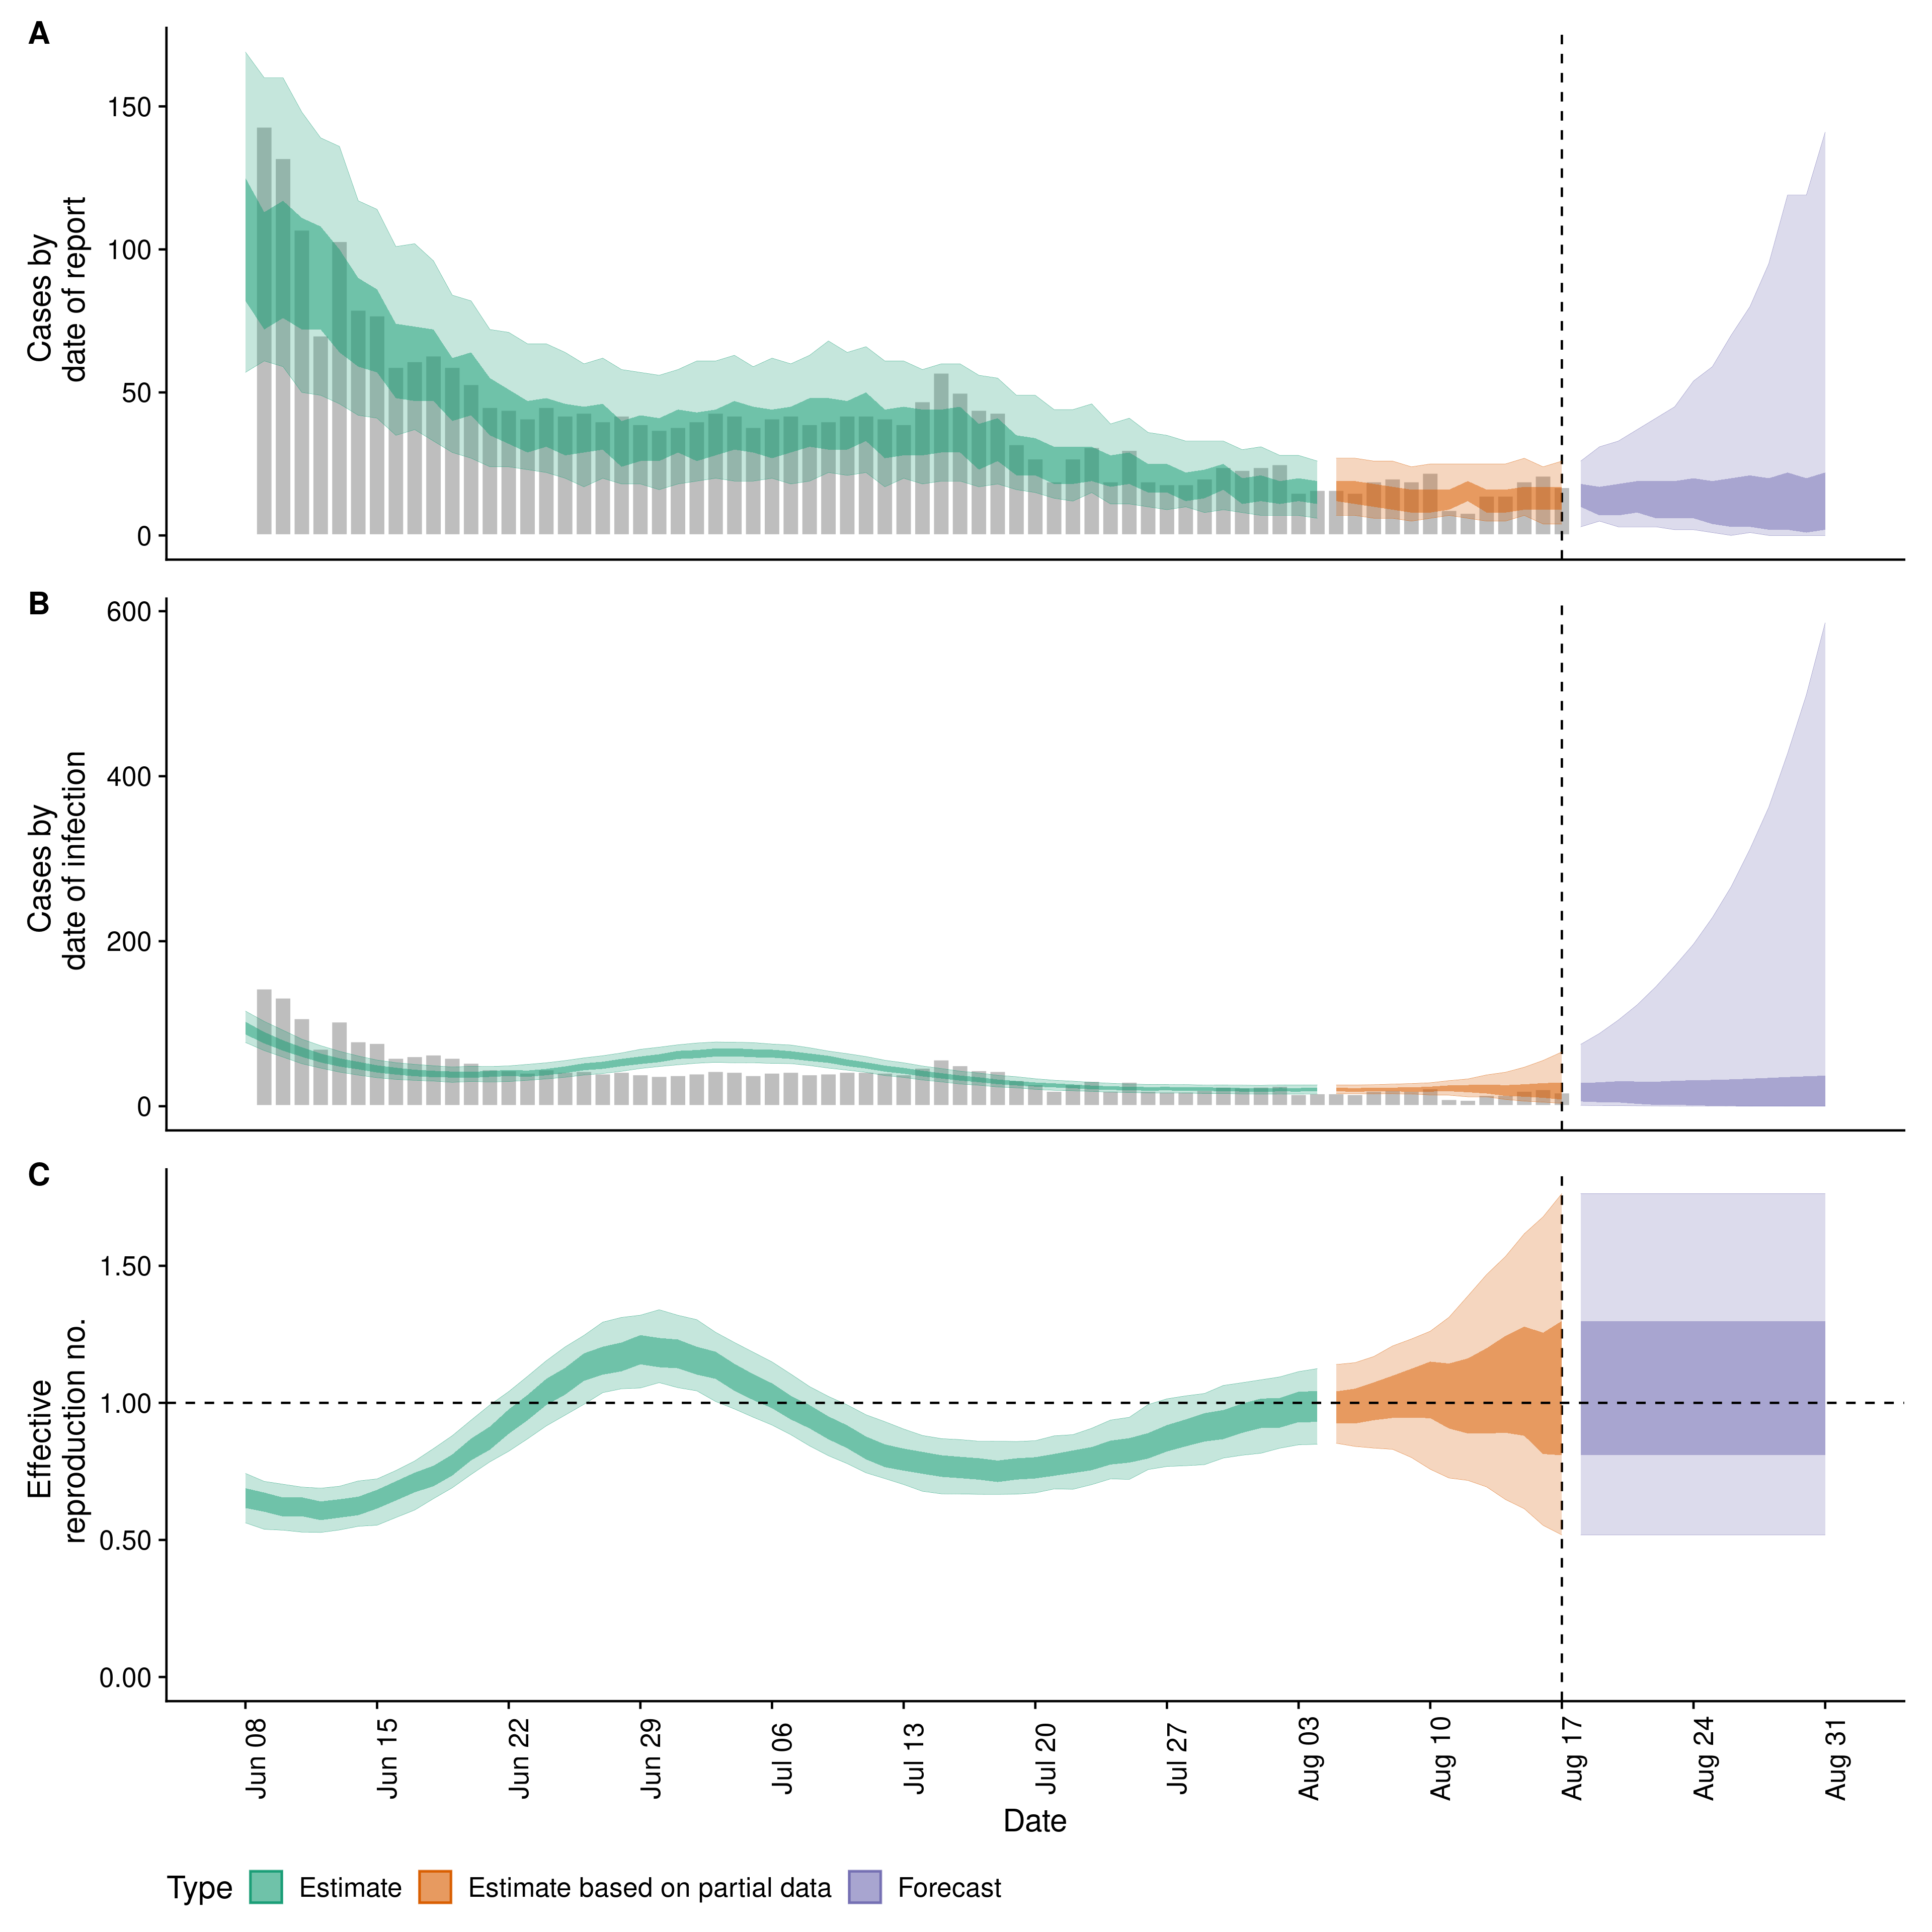 A
Cases by
date of report
150
100
50
0
B
Cases by
date of infection
600
400
200
0
C
Effective
reproduction no.
1.50
1.00
0.50
0.00
Jun 08
Jun 15
Jun 22
Jun 29
Jul 06
Jul 13
Jul 20
Jul 27
Aug 03
Aug 10
Aug 17
Aug 24
Aug 31
Date
Type Estimate Estimate based on partial data Forecast